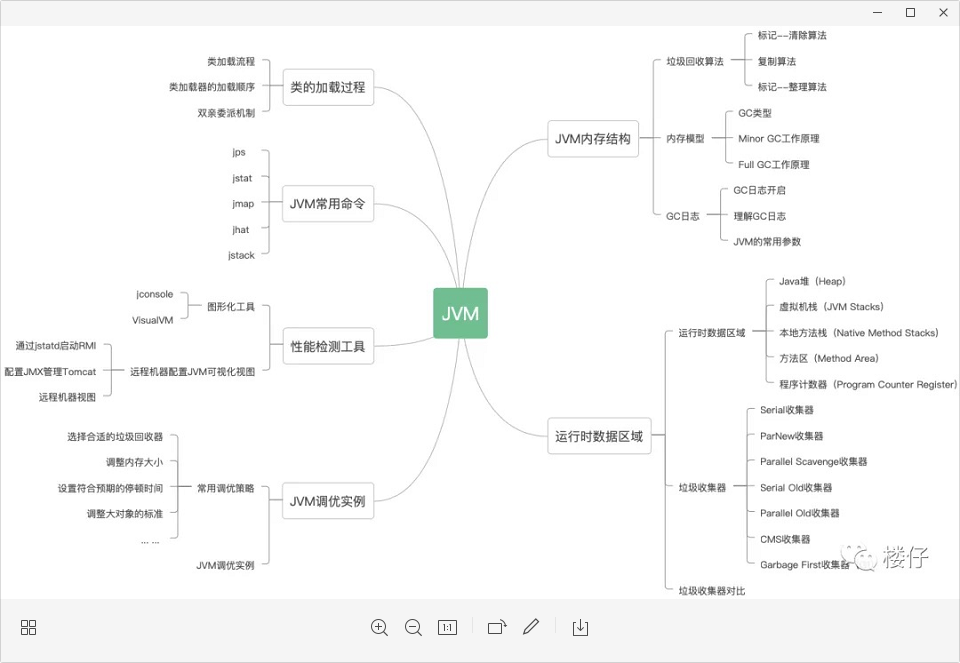 JVM
类的加载过程
类加载流程
类加载器的加载顺序
双亲委派机制
JVM常用命令
jps
jstat
jmap
jhat
jstack
性能检测工具
图形化工具
jconsole
VisualVM
远程机器配置JVM可视化视图
通过jstatd启动RMI
配置JMX管理Tomcat
远程机器视图
JVM调优实例
常用调优策略
选择合适的垃圾回收器
调整内存大小
设置符合预期的停顿时间
调整大对象的标准
... ...
JVM调优实例
JVM内存结构
垃圾回收算法
标记--清除算法
复制算法
标记--整理算法
内存模型
GC类型
Minor GC工作原理
Full GC工作原理
GC日志
GC日志开启
理解GC日志
JVM的常用参数
运行时数据区域
运行时数据区域
Java堆（Heap)
虚拟机栈（JVM Stacks)
本地方法栈（Native Method Stacks)
方法区（Method Area)
程序计数器（Program Counter Register)
垃圾收集器
Serial收集器
ParNew收集器
Parallel Scavenge收集器
Serial Old收集器
Parallel Old收集器
CMS收集器
Garbage First收集器
垃圾收集器对比
楼仔
1:1